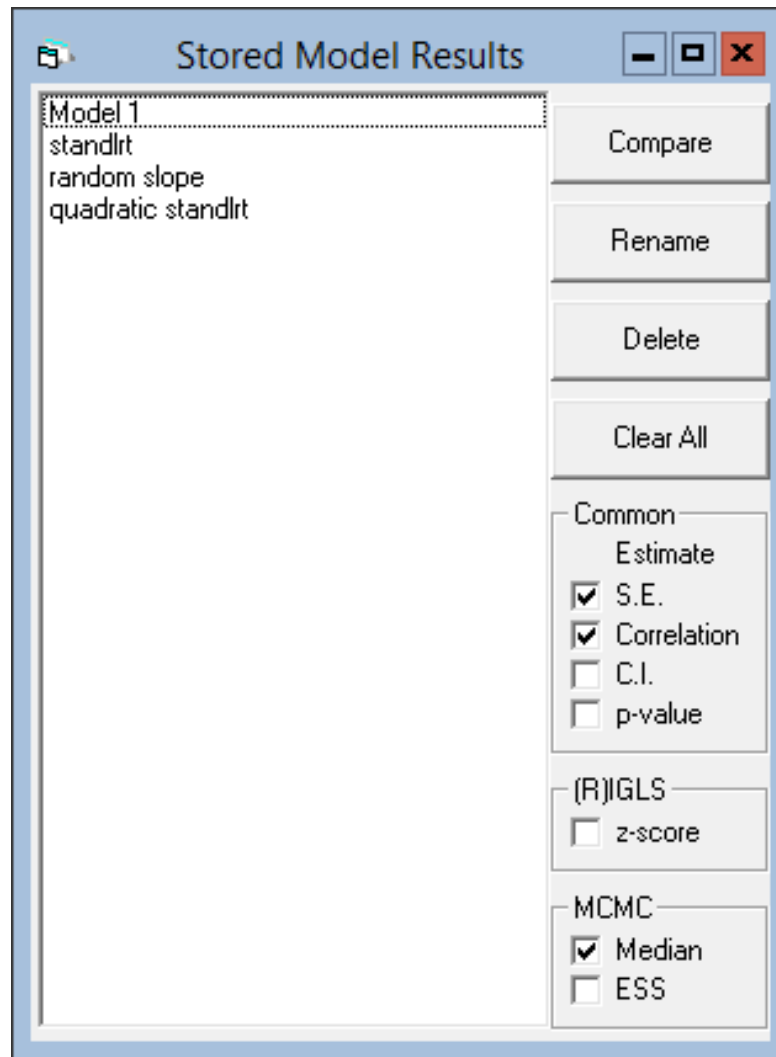 Stored Model Results
Model 1
standlrt
random slope
quadratic standlrt
Compare
Rename
Delete
Clear All
Common
Estimate
S.E.
Correlation
C.I.
p-value
(R)IGLS
z-score
MCMC
Median
ESS